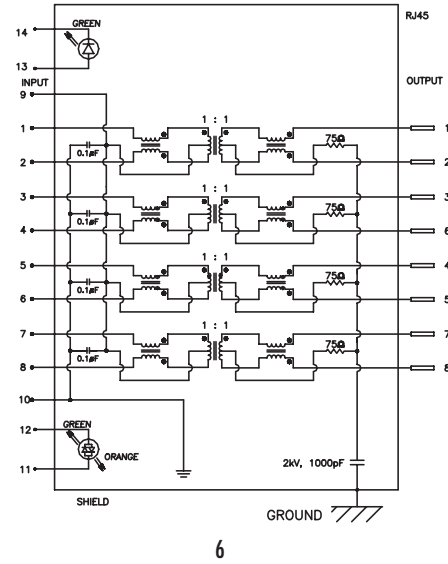 RJ45
GREEN
14
13
INPUT
OUTPUT
9
1 : 1
1
75Ω
1
0.1µF
2
2
1 : 1
3
75Ω
3
0.1µF
4
6
1 : 1
5
75Ω
4
0.1µF
6
5
1 : 1
7
75Ω
7
0.1µF
8
8
10
12
GREEN
ORANGE
11
2kV, 1000pF
SHIELD
GROUND
6